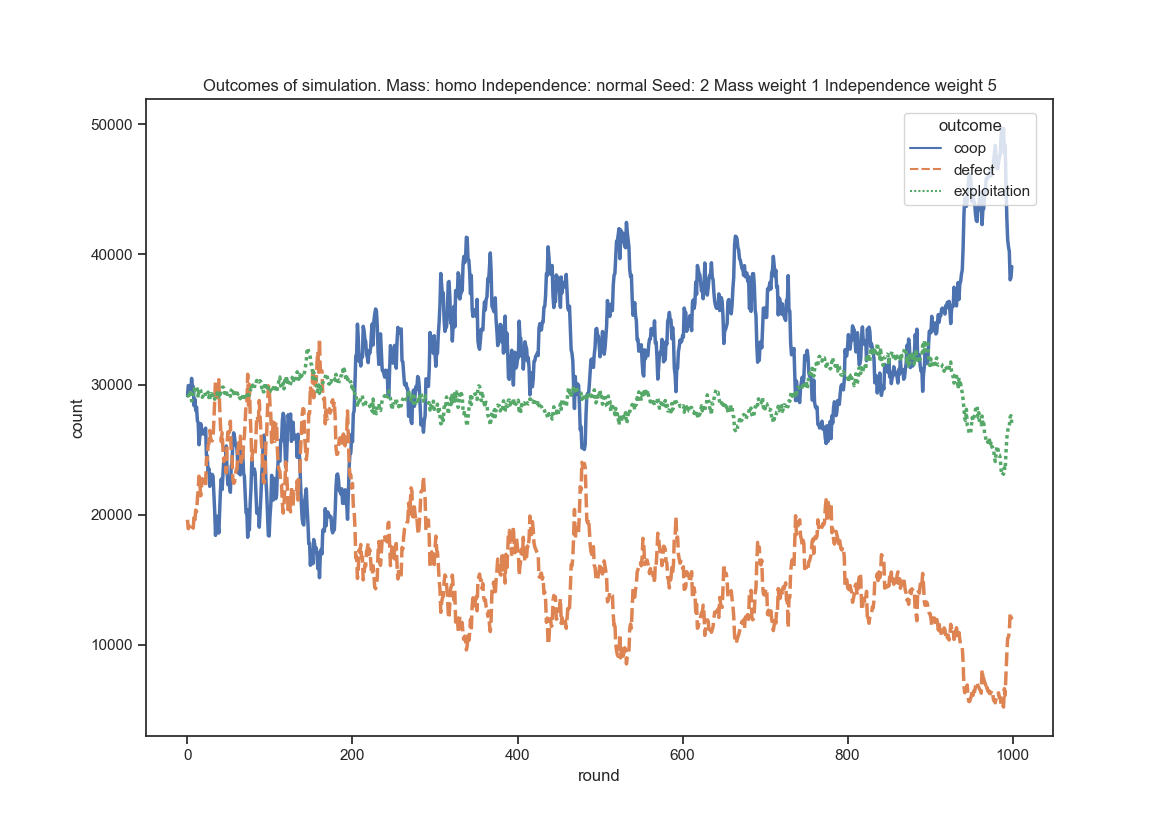 Outcomes of simulation. Mass: homo Independence: normal Seed: 2 Mass weight 1 Independence weight 5
outcome
coop
defect
exploitation
50000
40000
30000
20000
10000
count
0 200 400 600 800 1000
round